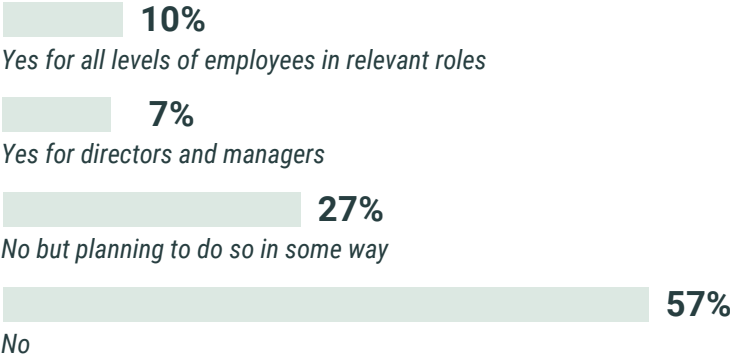 10%
Yes for all levels of employees in relevant roles
7%
Yes for directors and managers
27%
No but planning to do so in some way
57%
No